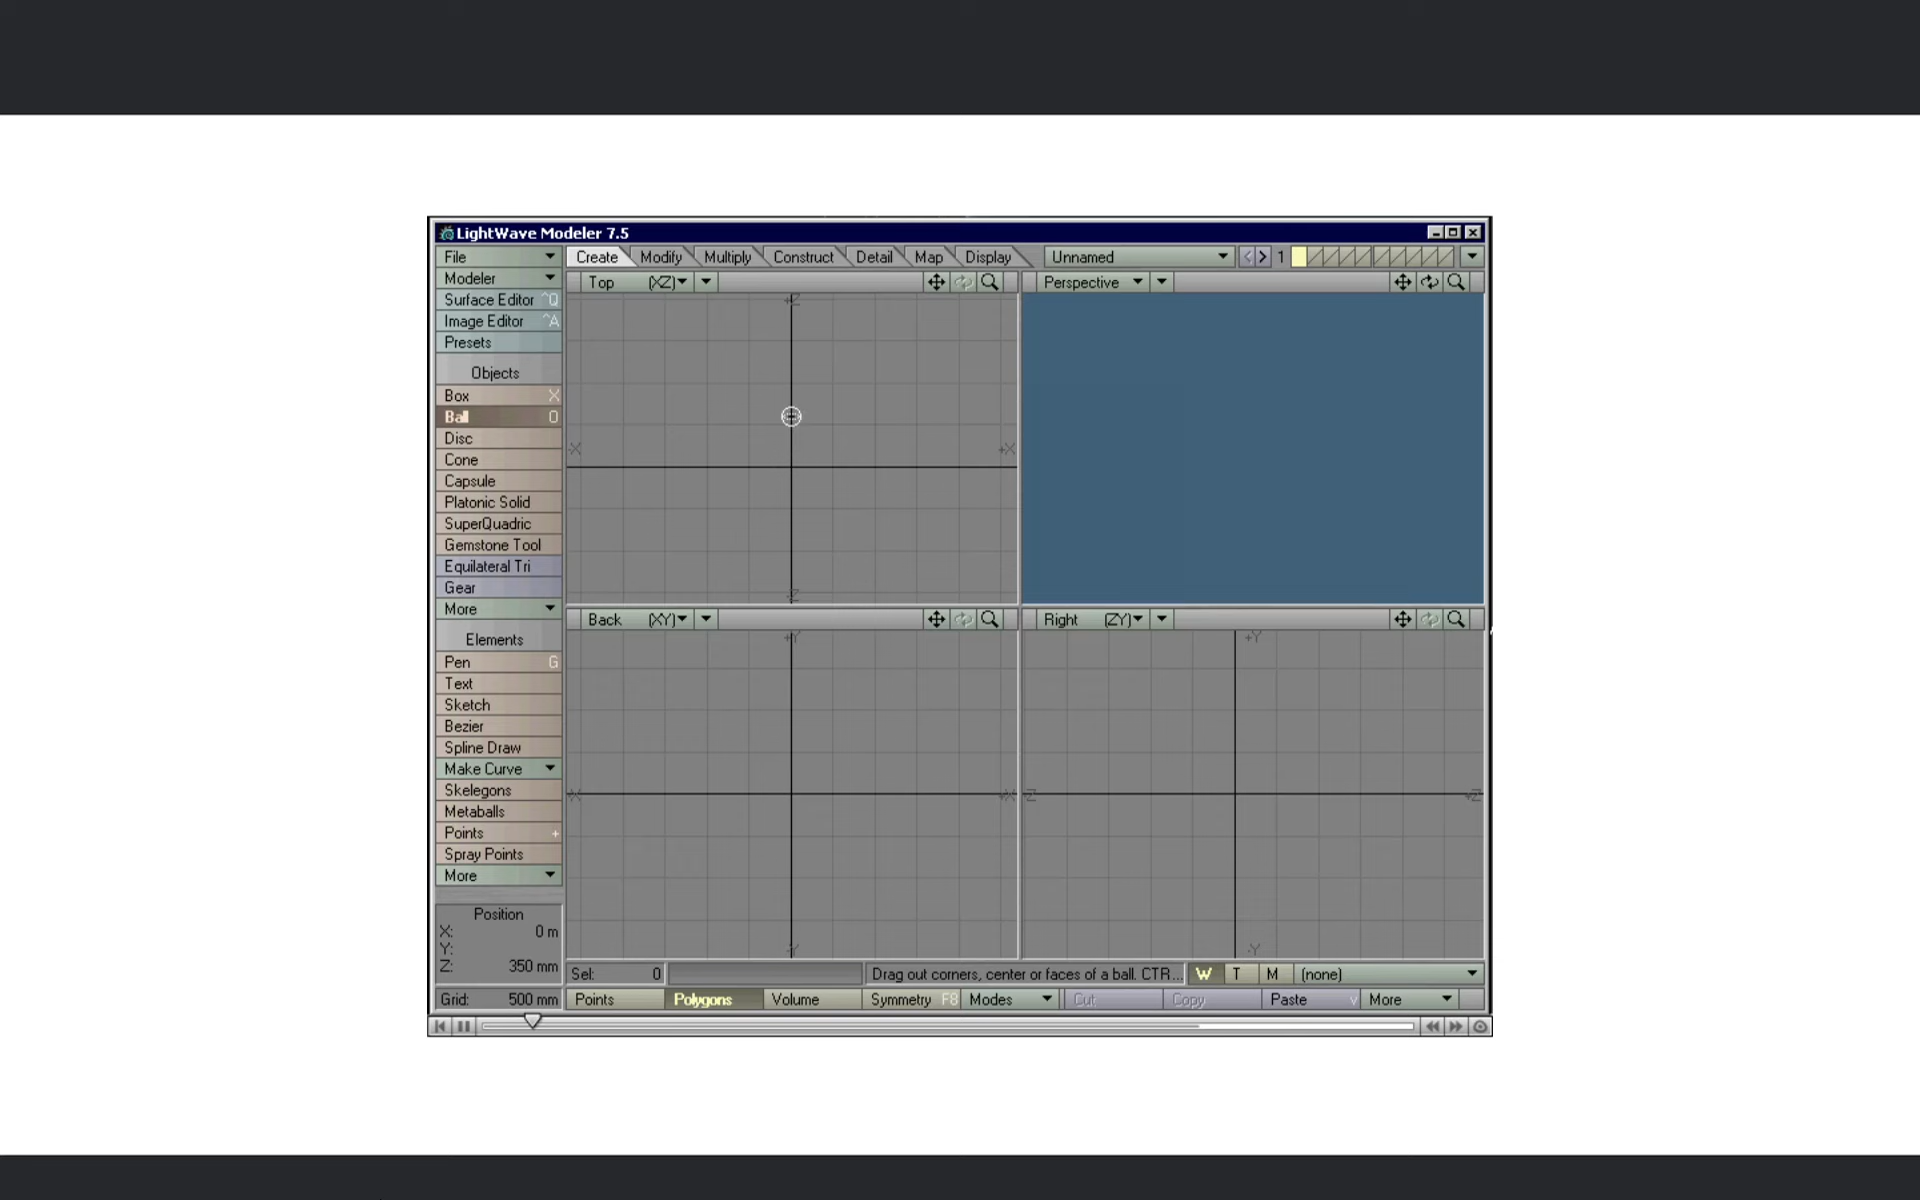 LightWave Modeler 7.5
File
Create Modify Multiply Construct Detail Map Display
Unnamed
1
Modeler
Top (XZ)
Perspective
Surface Editor ^Q
Image Editor ^A
Presets
Objects
Box X
Ball O
Disc
Cone
Capsule
Platonic Solid
SuperQuadric
Gemstone Tool
Equilateral Tri
Gear
More
+Z
-X
+X
-Z
Back (XY)
Right (ZY)
Elements
Pen G
Text
Sketch
Bezier
Spline Draw
Make Curve
Skelegons
Metaballs
Points +
Spray Points
More
+Y
-X
+X
-Y
+Y
-Z
+Z
-Y
Position
X: 0 m
Y:
Z: 350 mm
Grid: 500 mm
Sel: 0
Drag out corners, center or faces of a ball. CTR...
W T M (none)
Points Polygons Volume Symmetry F8 Modes Cut Copy Paste v More